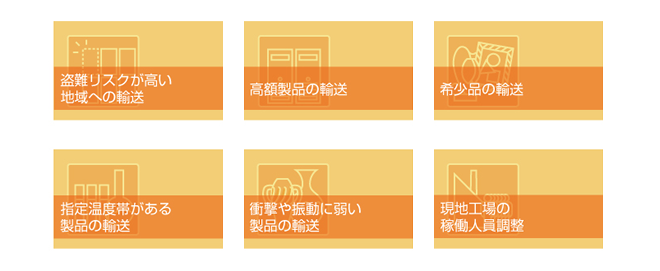 盗難リスクが高い
地域への輸送
高額製品の輸送
希少品の輸送
指定温度帯がある
製品の輸送
衝撃や振動に弱い
製品の輸送
現地工場の
稼働人員調整